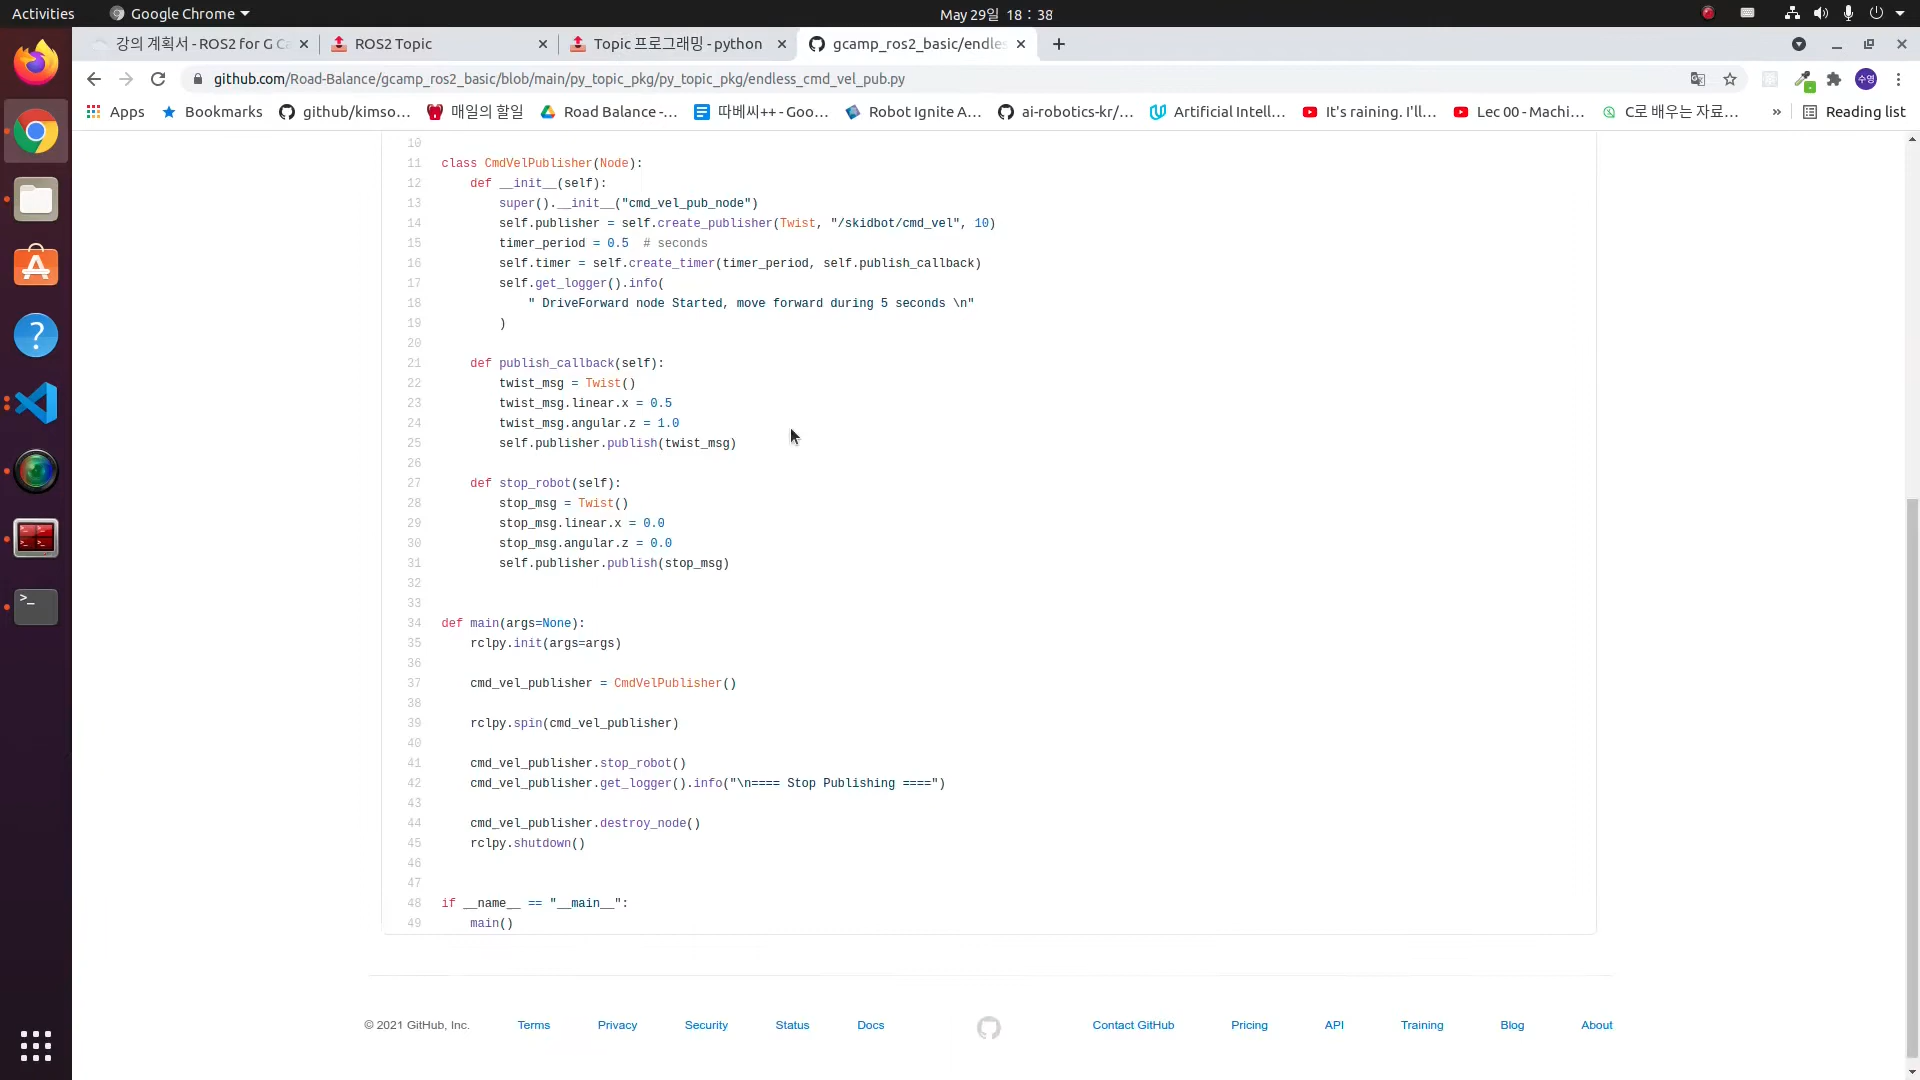 Activities
Google Chrome
May 29일 18:38
강의 계획서 - ROS2 for G Ca
ROS2 Topic
Topic 프로그래밍 - python
gcamp_ros2_basic/endles
github.com/Road-Balance/gcamp_ros2_basic/blob/main/py_topic_pkg/py_topic_pkg/endless_cmd_vel_pub.py
수영
Apps
Bookmarks
github/kimso...
매일의 할일
Road Balance -...
따베씨++ - Goo...
Robot Ignite A...
ai-robotics-kr/...
Artificial Intell...
It's raining. I'll...
Lec 00 - Machi...
C로 배우는 자료...
»
Reading list
10
11 class CmdVelPublisher(Node):
12 def __init__(self):
13 super().__init__("cmd_vel_pub_node")
14 self.publisher = self.create_publisher(Twist, "/skidbot/cmd_vel", 10)
15 timer_period = 0.5  # seconds
16 self.timer = self.create_timer(timer_period, self.publish_callback)
17 self.get_logger().info(
18 " DriveForward node Started, move forward during 5 seconds \n"
19 )
20
21 def publish_callback(self):
22 twist_msg = Twist()
23 twist_msg.linear.x = 0.5
24 twist_msg.angular.z = 1.0
25 self.publisher.publish(twist_msg)
26
27 def stop_robot(self):
28 stop_msg = Twist()
29 stop_msg.linear.x = 0.0
30 stop_msg.angular.z = 0.0
31 self.publisher.publish(stop_msg)
32
33
34 def main(args=None):
35 rclpy.init(args=args)
36
37 cmd_vel_publisher = CmdVelPublisher()
38
39 rclpy.spin(cmd_vel_publisher)
40
41 cmd_vel_publisher.stop_robot()
42 cmd_vel_publisher.get_logger().info("\n==== Stop Publishing ====")
43
44 cmd_vel_publisher.destroy_node()
45 rclpy.shutdown()
46
47
48 if __name__ == "__main__":
49 main()
© 2021 GitHub, Inc.
Terms
Privacy
Security
Status
Docs
Contact GitHub
Pricing
API
Training
Blog
About